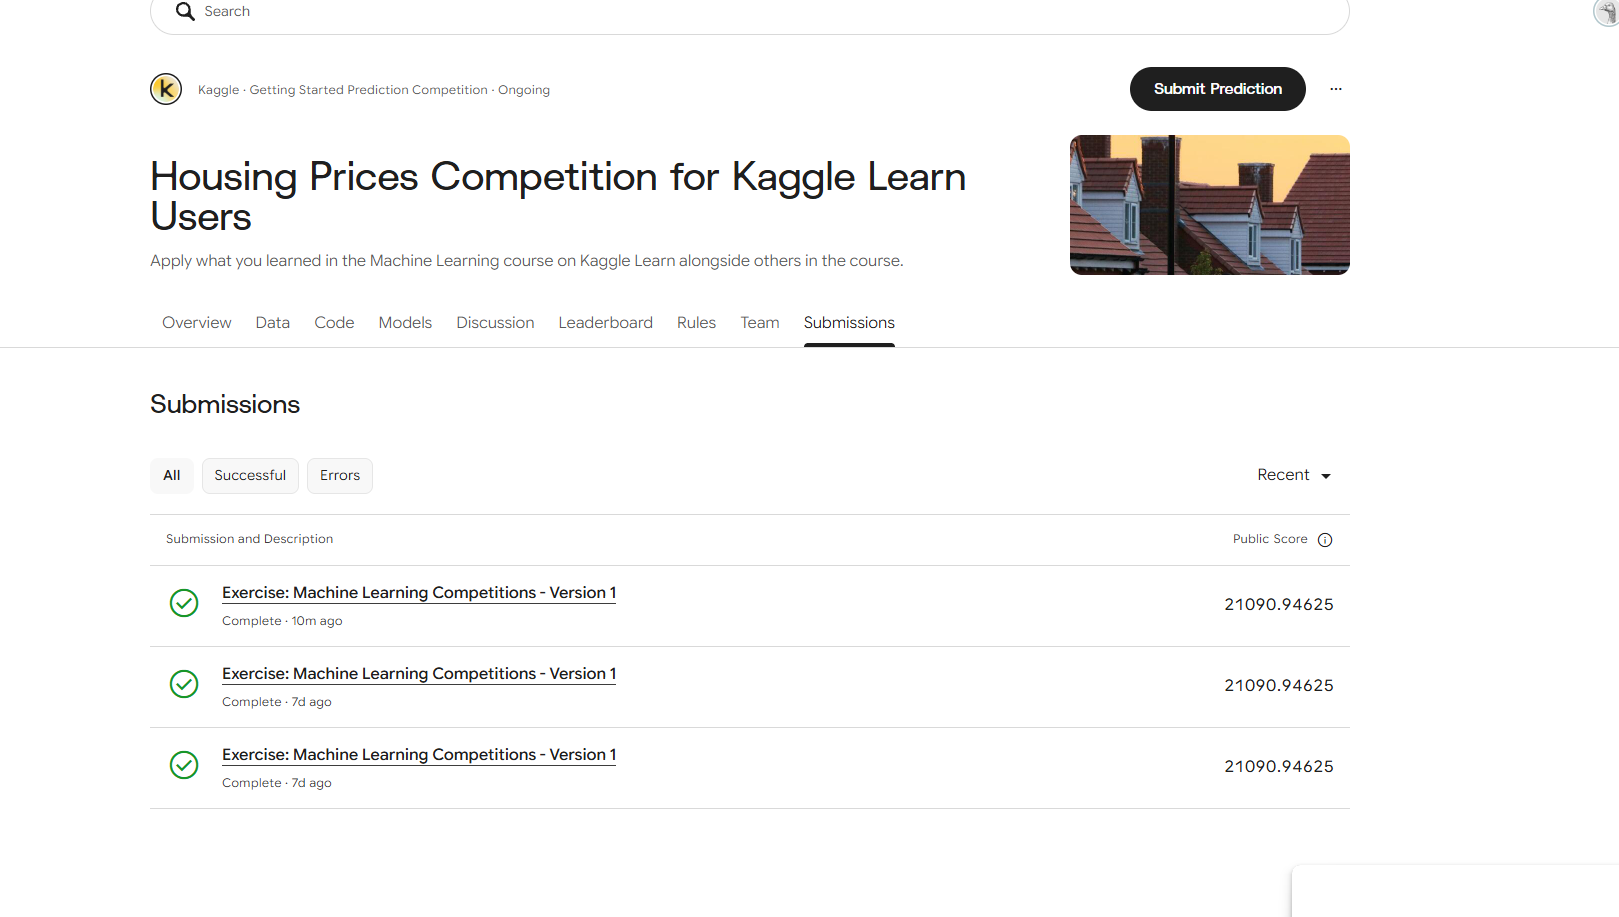 Search
Kaggle · Getting Started Prediction Competition · Ongoing
Submit Prediction
Housing Prices Competition for Kaggle Learn
Users
Apply what you learned in the Machine Learning course on Kaggle Learn alongside others in the course.
Overview Data Code Models Discussion Leaderboard Rules Team Submissions
Submissions
All Successful Errors Recent
Submission and Description Public Score
Exercise: Machine Learning Competitions - Version 1
Complete · 10m ago
21090.94625
Exercise: Machine Learning Competitions - Version 1
Complete · 7d ago
21090.94625
Exercise: Machine Learning Competitions - Version 1
Complete · 7d ago
21090.94625